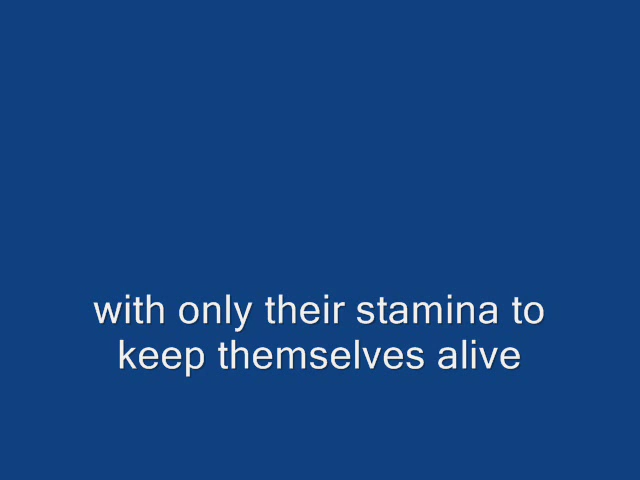 with only their stamina to
keep themselves alive